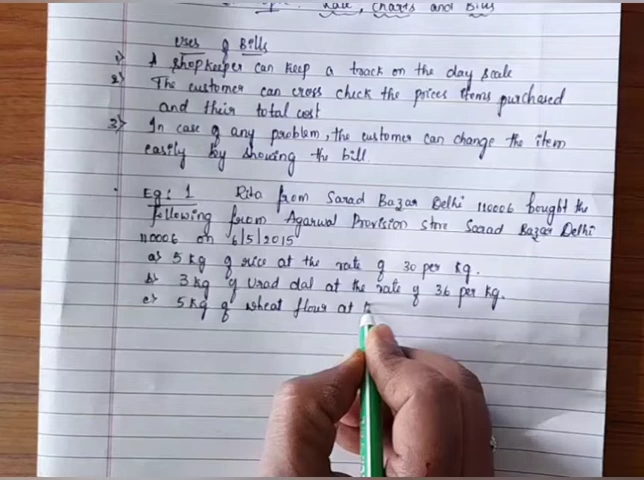 Rate, Charts and Bills
Uses of Bells
1) A shopkeeper can keep a track on the day scale
2) The customer can cross check the prices items purchased
and their total cost
3) In case of any problem, the customer can change the item
easily by showing the bill.
Eg: 1 Rita from Sarad Bazar Delhi 110006 bought the
following from Agarwal Provision store Sarad Bazar Delhi
110006 on 6/5/2015
a) 5 kg of rice at the rate of 30 per kg.
b) 3 kg of Urad dal at the rate of 36 per kg.
c) 5 kg of wheat flour at t